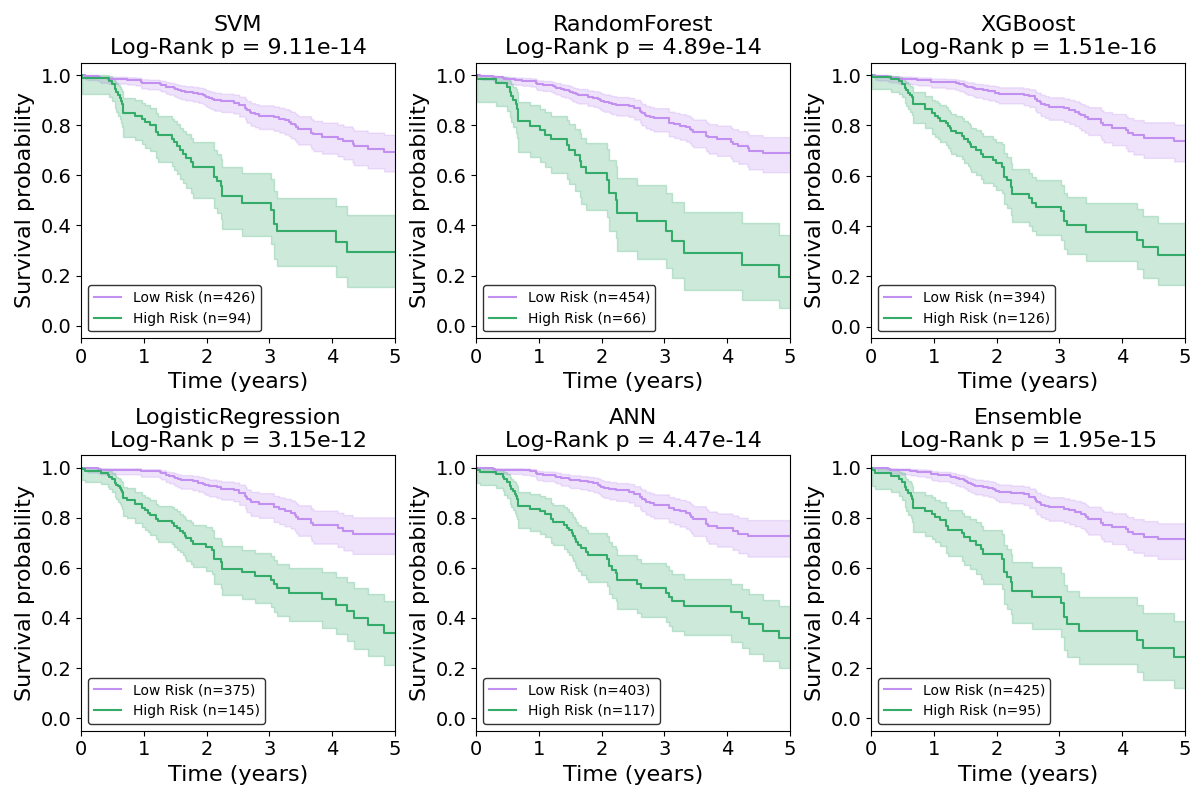 SVM
Log-Rank p = 9.11e-14
Survival probability
1.0
0.8
0.6
0.4
0.2
0.0
Low Risk (n=426)
High Risk (n=94)
0 1 2 3 4 5
Time (years)
RandomForest
Log-Rank p = 4.89e-14
Survival probability
1.0
0.8
0.6
0.4
0.2
0.0
Low Risk (n=454)
High Risk (n=66)
0 1 2 3 4 5
Time (years)
XGBoost
Log-Rank p = 1.51e-16
Survival probability
1.0
0.8
0.6
0.4
0.2
0.0
Low Risk (n=394)
High Risk (n=126)
0 1 2 3 4 5
Time (years)
LogisticRegression
Log-Rank p = 3.15e-12
Survival probability
1.0
0.8
0.6
0.4
0.2
0.0
Low Risk (n=375)
High Risk (n=145)
0 1 2 3 4 5
Time (years)
ANN
Log-Rank p = 4.47e-14
Survival probability
1.0
0.8
0.6
0.4
0.2
0.0
Low Risk (n=403)
High Risk (n=117)
0 1 2 3 4 5
Time (years)
Ensemble
Log-Rank p = 1.95e-15
Survival probability
1.0
0.8
0.6
0.4
0.2
0.0
Low Risk (n=425)
High Risk (n=95)
0 1 2 3 4 5
Time (years)